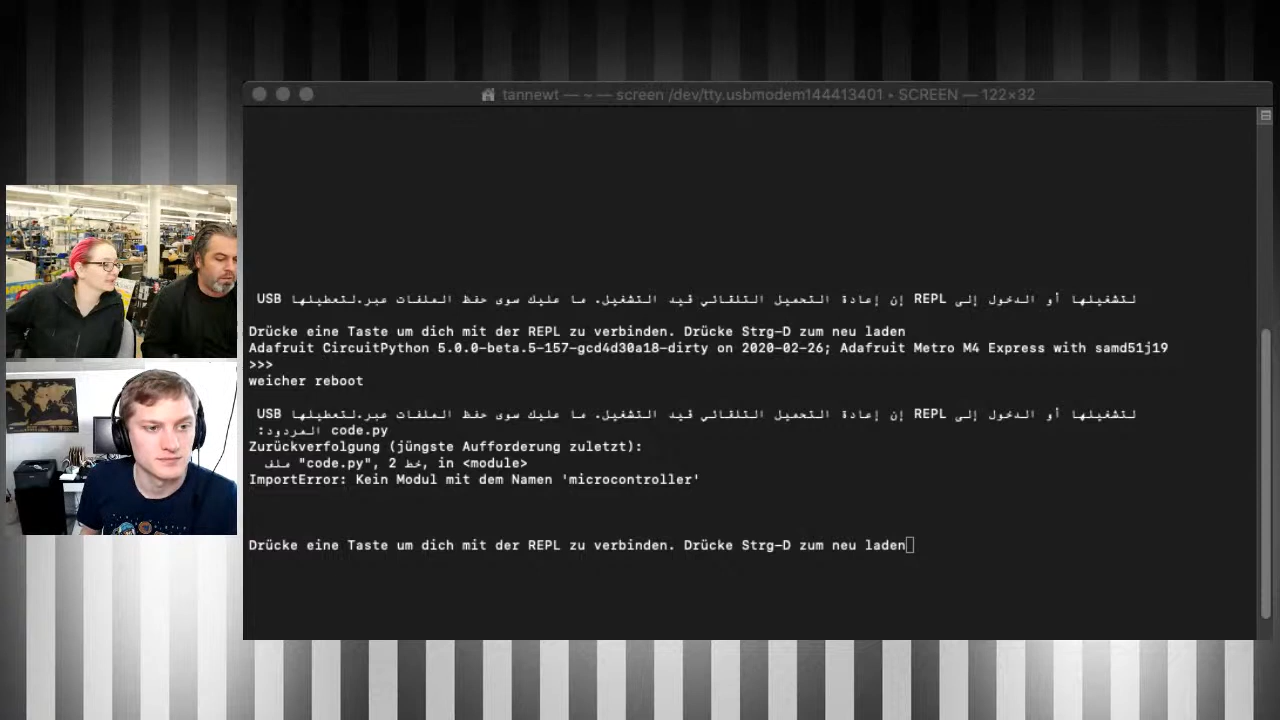 tannewt — ~ — screen /dev/tty.usbmodem144413401 • SCREEN — 122×32
لتشغيلها أو الدخول إلى REPL إن إعادة التحميل التلقائي قيد التشغيل. ما عليك سوى حفظ الملفات عبر.لتعطيلها USB
Drücke eine Taste um dich mit der REPL zu verbinden. Drücke Strg-D zum neu laden
Adafruit CircuitPython 5.0.0-beta.5-157-gcd4d30a18-dirty on 2020-02-26; Adafruit Metro M4 Express with samd51j19
>>>
weicher reboot
لتشغيلها أو الدخول إلى REPL إن إعادة التحميل التلقائي قيد التشغيل. ما عليك سوى حفظ الملفات عبر.لتعطيلها USB
code.py المردود:
Zurückverfolgung (jüngste Aufforderung zuletzt):
ملف "code.py", خط 2, in <module>
ImportError: Kein Modul mit dem Namen 'microcontroller'
Drücke eine Taste um dich mit der REPL zu verbinden. Drücke Strg-D zum neu laden